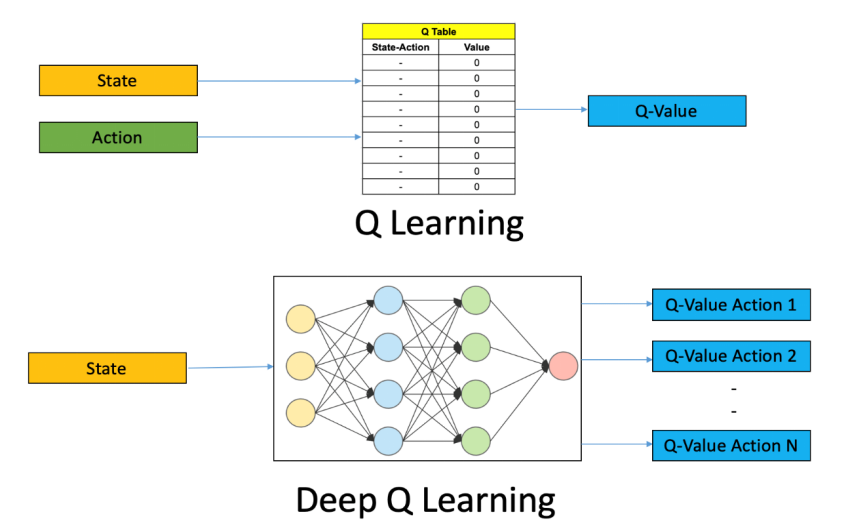 Q Table
State-Action Value
- 0
- 0
- 0
- 0
- 0
- 0
- 0
- 0
- 0
State
Action
Q-Value
Q Learning
State
Q-Value Action 1
Q-Value Action 2
-
-
Q-Value Action N
Deep Q Learning